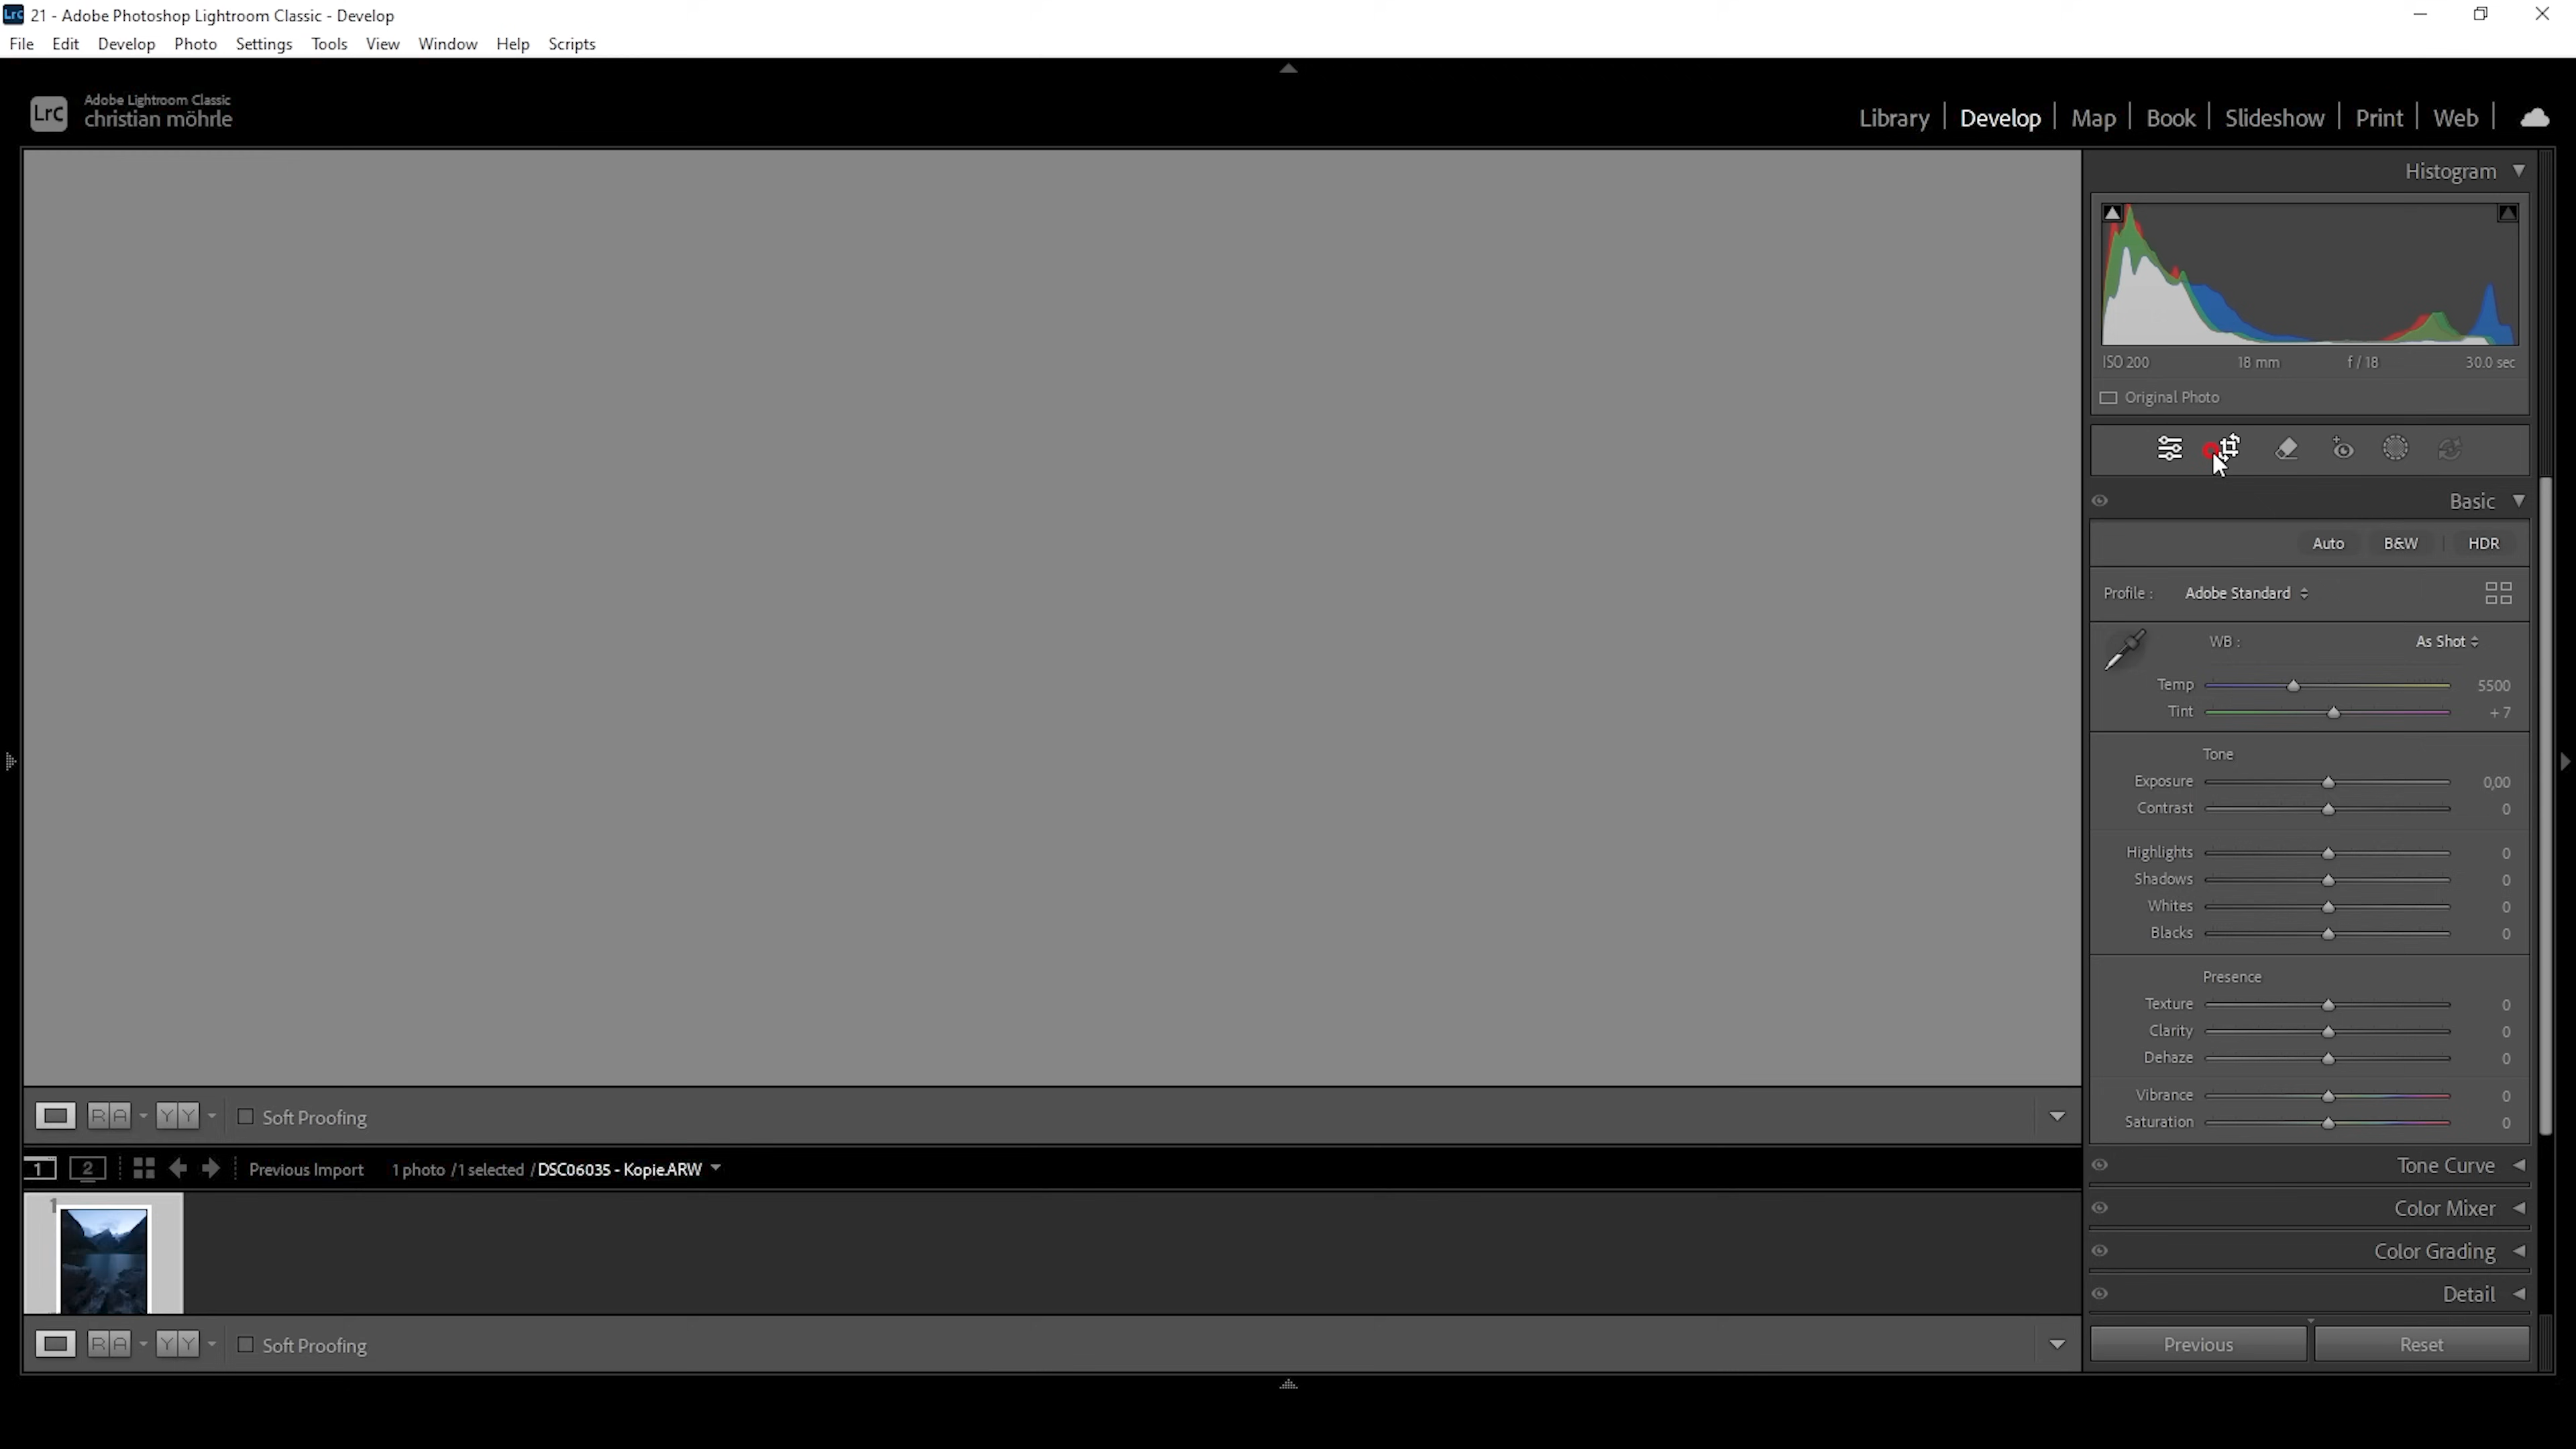 Lrc 21 - Adobe Photoshop Lightroom Classic - Develop
File Edit Develop Photo Settings Tools View Window Help Scripts
Lrc Adobe Lightroom Classic
christian möhrle
Library | Develop | Map | Book | Slideshow | Print | Web |
Histogram
ISO 200 18 mm f / 18 30.0 sec
Original Photo
Basic
Auto B&W HDR
Profile : Adobe Standard
WB : As Shot
Temp 5500
Tint + 7
Tone
Exposure 0,00
Contrast 0
Highlights 0
Shadows 0
Whites 0
Blacks 0
Presence
Texture 0
Clarity 0
Dehaze 0
Vibrance 0
Saturation 0
R A Y Y Soft Proofing
1 2 Previous Import 1 photo / 1 selected / DSC06035 - Kopie.ARW
1
Tone Curve
Color Mixer
Color Grading
Detail
R A Y Y Soft Proofing
Previous Reset